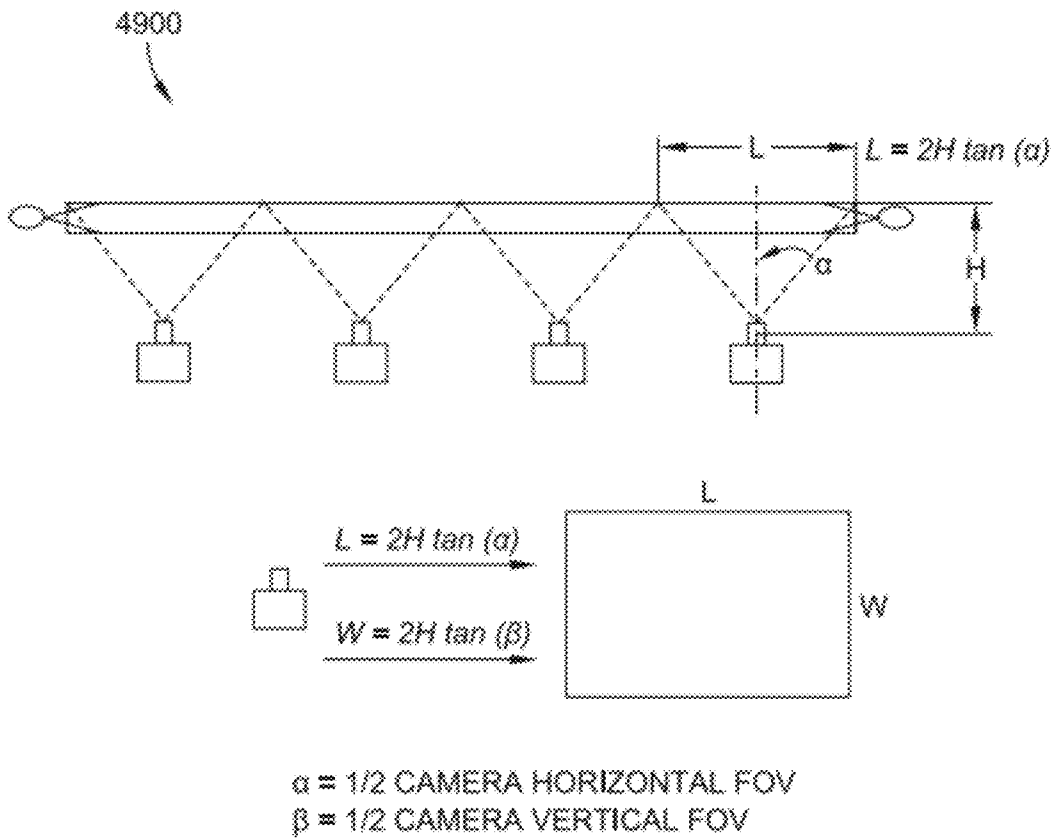 4900
L
L = 2H tan (α)
α
H
L
L = 2H tan (α)
W
W = 2H tan (β)
α = 1/2 CAMERA HORIZONTAL FOV
β = 1/2 CAMERA VERTICAL FOV